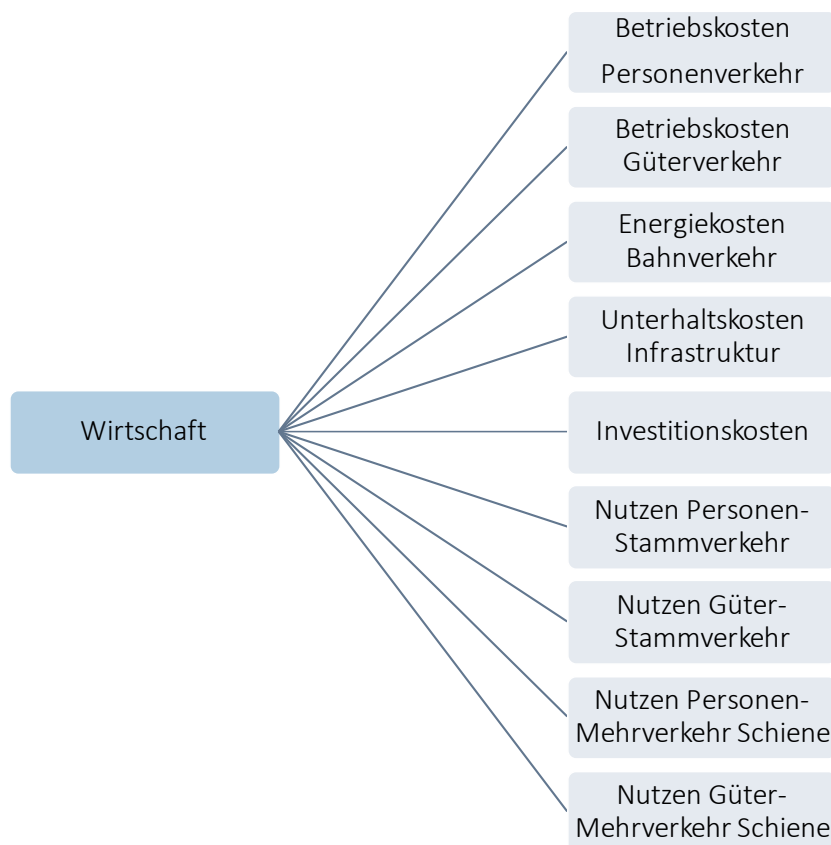 Betriebskosten
Personenverkehr
Betriebskosten
Güterverkehr
Energiekosten
Bahnverkehr
Unterhaltskosten
Infrastruktur
Wirtschaft
Investitionskosten
Nutzen Personen-
Stammverkehr
Nutzen Güter-
Stammverkehr
Nutzen Personen-
Mehrverkehr Schiene
Nutzen Güter-
Mehrverkehr Schiene